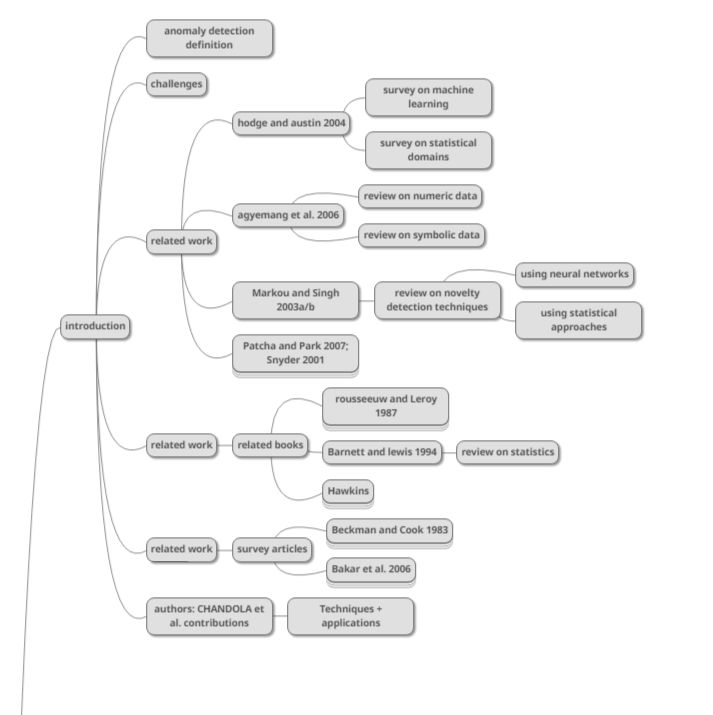 anomaly detection
definition
challenges
survey on machine
learning
hodge and austin 2004
survey on statistical
domains
review on numeric data
agyemang et al. 2006
review on symbolic data
related work
using neural networks
Markou and Singh
2003a/b
review on novelty
detection techniques
using statistical
approaches
introduction
Patcha and Park 2007;
Snyder 2001
rousseeuw and Leroy
1987
related work
related books
Barnett and lewis 1994
review on statistics
Hawkins
Beckman and Cook 1983
related work
survey articles
Bakar et al. 2006
authors: CHANDOLA et
al. contributions
Techniques +
applications